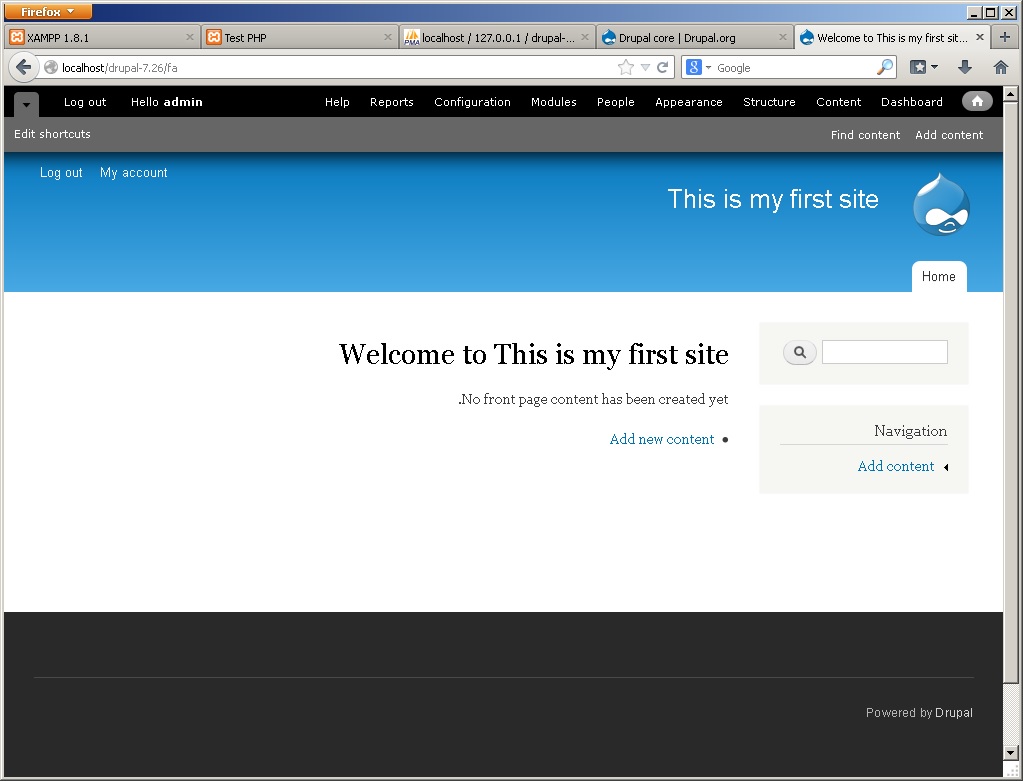 Firefox
XAMPP 1.8.1
Test PHP
localhost / 127.0.0.1 / drupal-...
Drupal core | Drupal.org
Welcome to This is my first sit...
localhost/drupal-7.26/fa
Google
Log out Hello admin Help Reports Configuration Modules People Appearance Structure Content Dashboard
Edit shortcuts Find content Add content
Log out My account
This is my first site
Home
Welcome to This is my first site
.No front page content has been created yet
Add new content
Navigation
Add content
Powered by Drupal